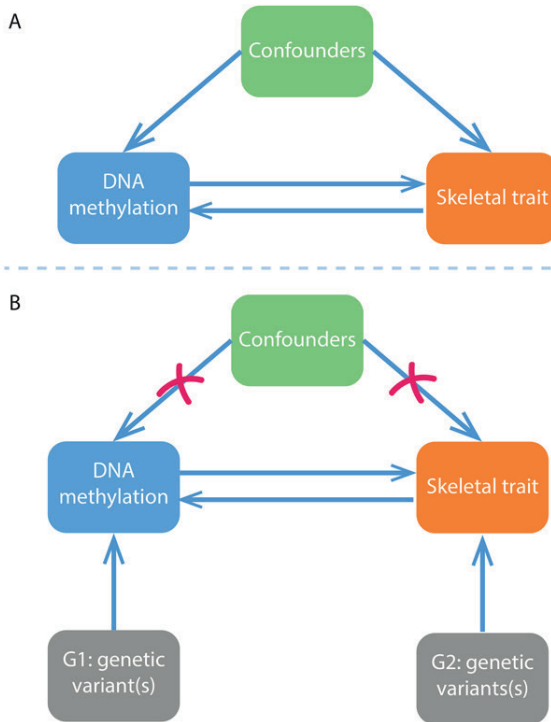 A
Confounders
DNA
methylation
Skeletal trait
B
Confounders
DNA
methylation
Skeletal trait
G1: genetic
variant(s)
G2: genetic
variants(s)